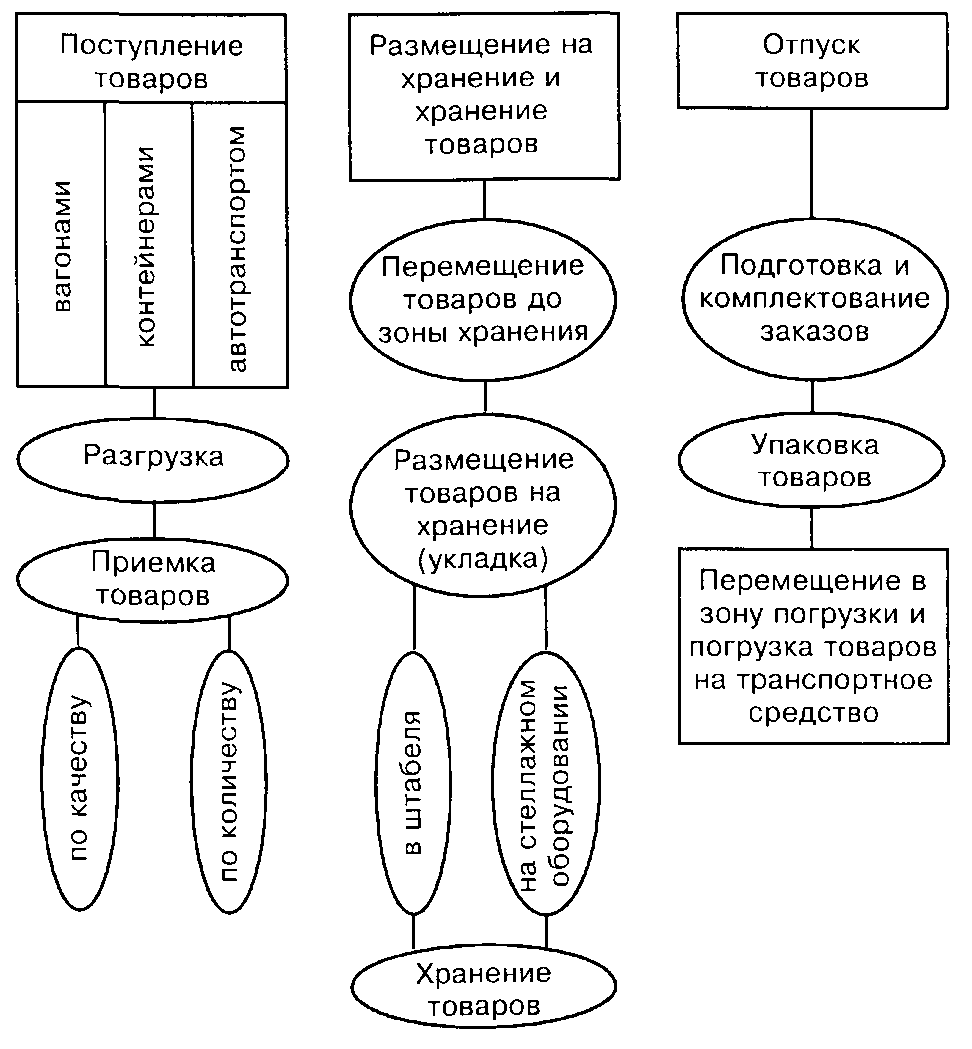 Поступление
товаров
вагонами
контейнерами
автотранспортом
Разгрузка
Приемка
товаров
по качеству
по количеству
Размещение на
хранение и
хранение
товаров
Перемещение
товаров до
зоны хранения
Размещение
товаров на
хранение
(укладка)
в штабеля
на стеллажном
оборудовании
Хранение
товаров
Отпуск
товаров
Подготовка и
комплектование
заказов
Упаковка
товаров
Перемещение в
зону погрузки и
погрузка товаров
на транспортное
средство